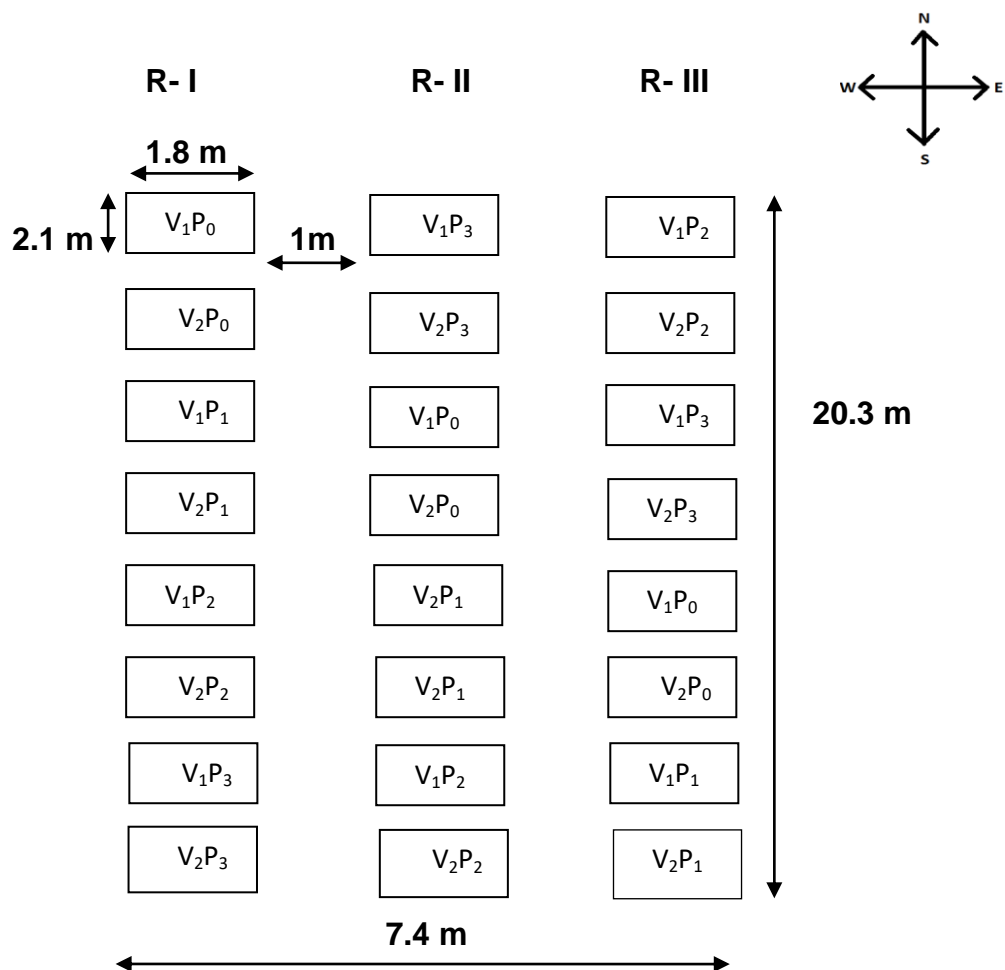 R- I R- II R- III
N
W E
S
1.8 m
2.1 m
V₁P₀ V₁P₃ V₁P₂
1m
V₂P₀ V₂P₃ V₂P₂
V₁P₁ V₁P₀ V₁P₃
20.3 m
V₂P₁ V₂P₀ V₂P₃
V₁P₂ V₂P₁ V₁P₀
V₂P₂ V₂P₁ V₂P₀
V₁P₃ V₁P₂ V₁P₁
V₂P₃ V₂P₂ V₂P₁
7.4 m